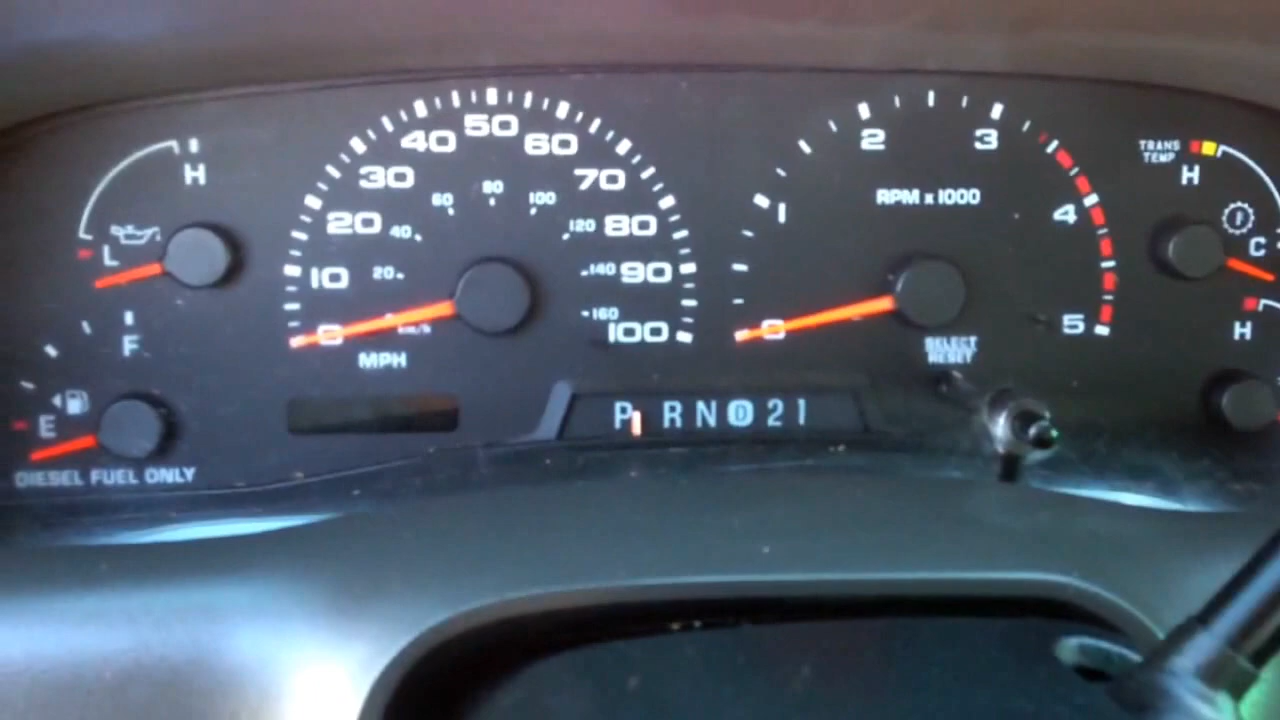 H
L
F
E
DIESEL FUEL ONLY
0 10 20 30 40 50 60 70 80 90 100
20 40 60 80 100 120 140 160
MPH
P R N D 2 1
0 1 2 3 4 5
RPM x 1000
SELECT
RESET
TRANS
TEMP
H
C
H